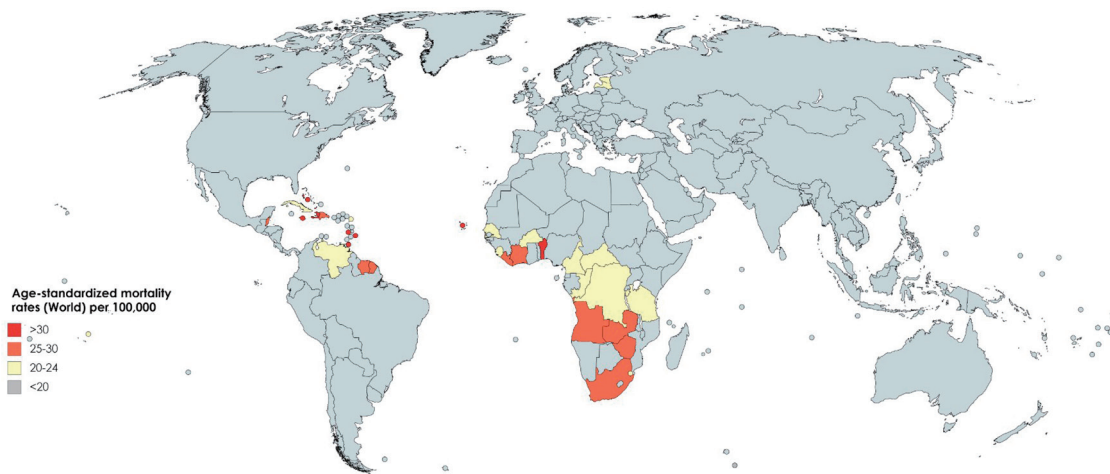 Age-standardized mortality
rates (World) per 100,000
>30
25-30
20-24
<20